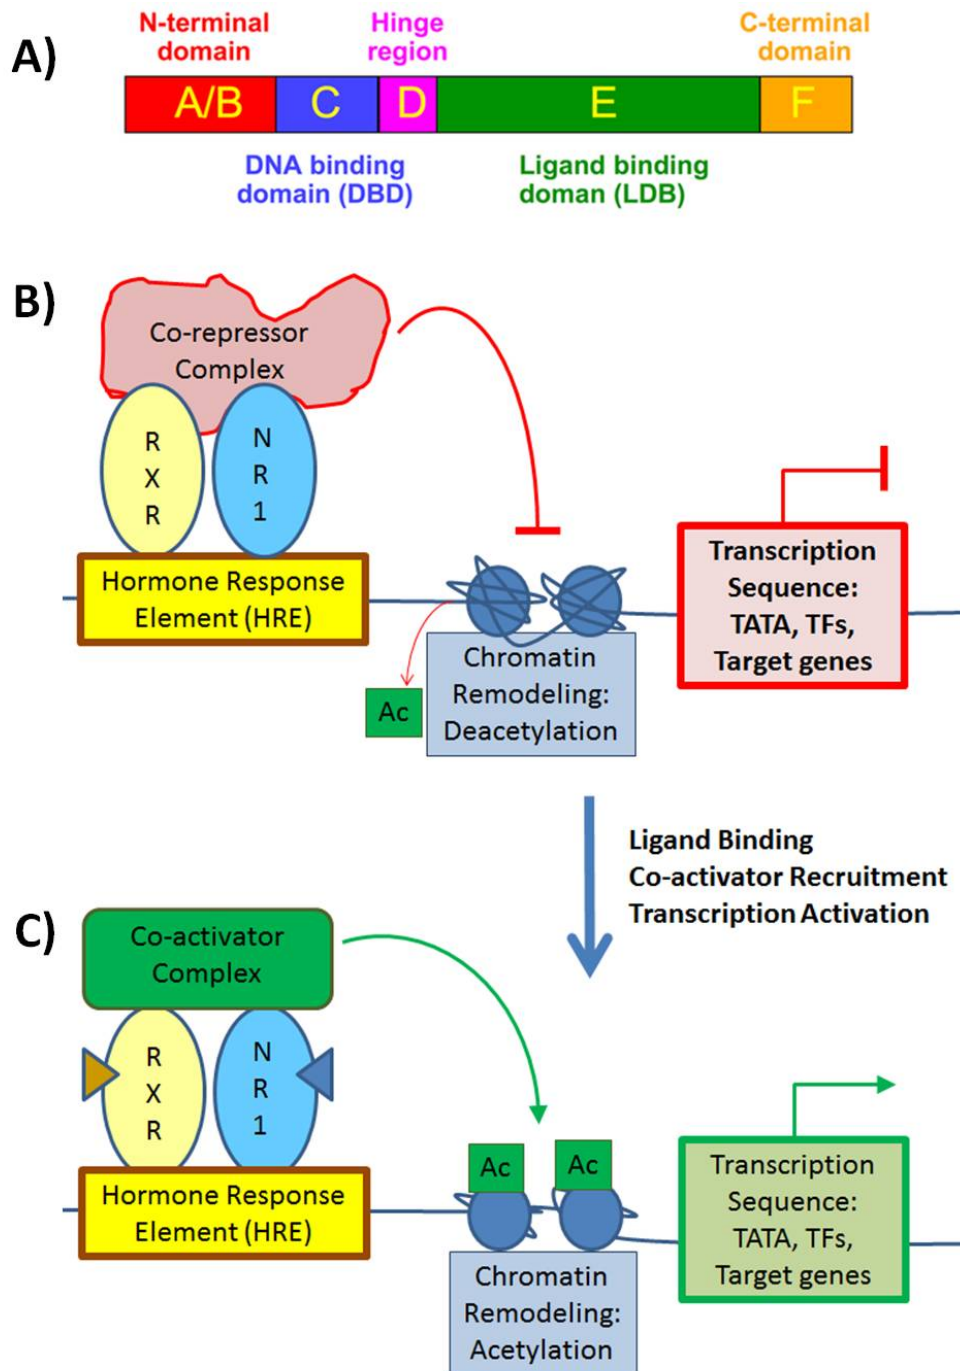 A)
N-terminal
domain
Hinge
region
C-terminal
domain
A/B
C
D
E
F
DNA binding
domain (DBD)
Ligand binding
doman (LDB)
B)
Co-repressor
Complex
R
X
R
N
R
1
Hormone Response
Element (HRE)
Ac
Chromatin
Remodeling:
Deacetylation
Transcription
Sequence:
TATA, TFs,
Target genes
Ligand Binding
Co-activator Recruitment
Transcription Activation
C)
Co-activator
Complex
R
X
R
N
R
1
Hormone Response
Element (HRE)
Ac
Ac
Chromatin
Remodeling:
Acetylation
Transcription
Sequence:
TATA, TFs,
Target genes